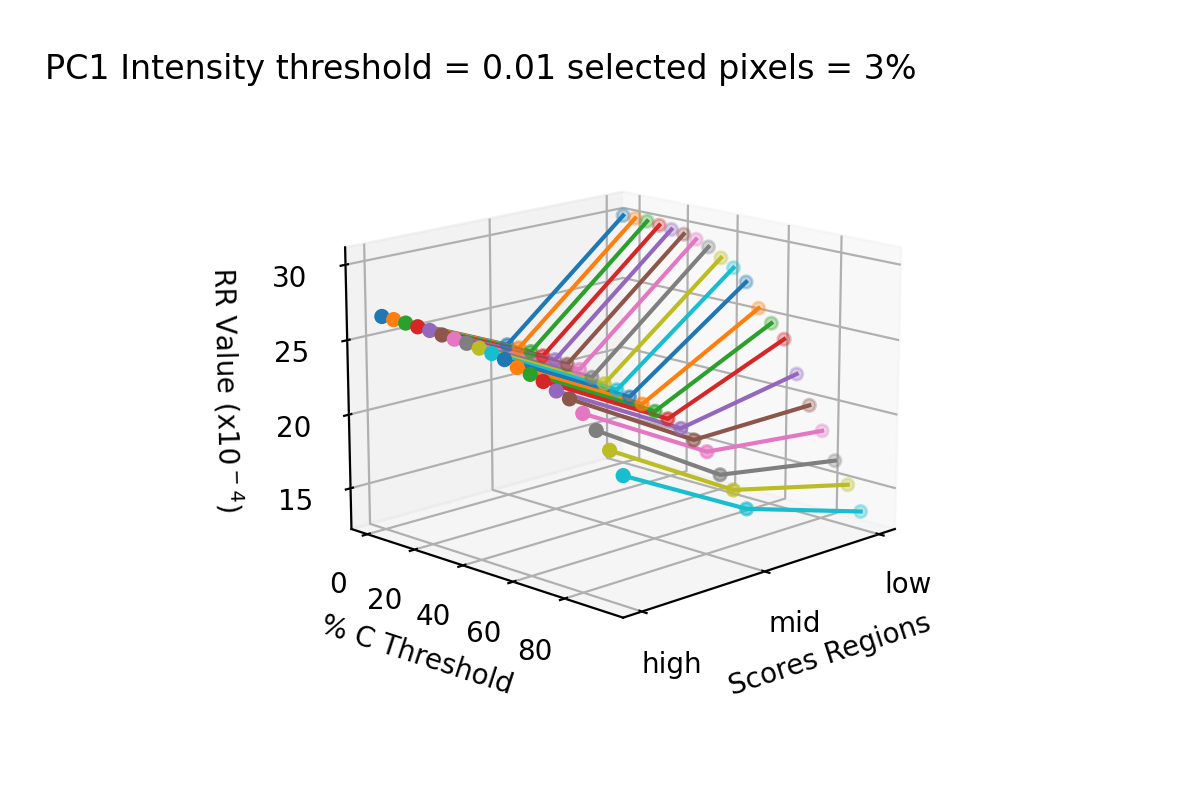 PC1 Intensity threshold = 0.01 selected pixels = 3%
RR Value (x10⁻⁴)
30
25
20
15
0
20
40
60
80
% C Threshold
high
mid
low
Scores Regions